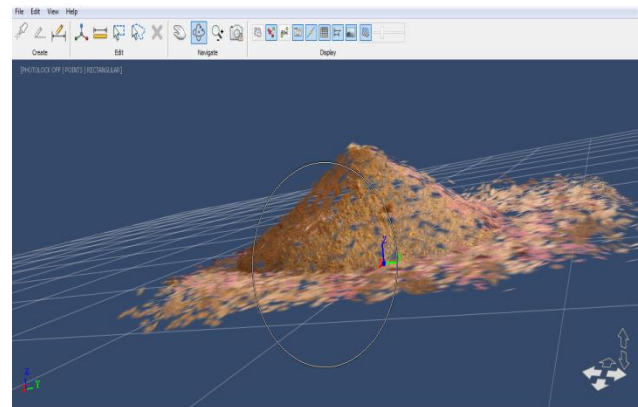 File Edit View Help
Create
Edit
Navigate
Display
[PHOTOLOCK OFF | POINTS | RECTANGULAR]
Z
Z
Y